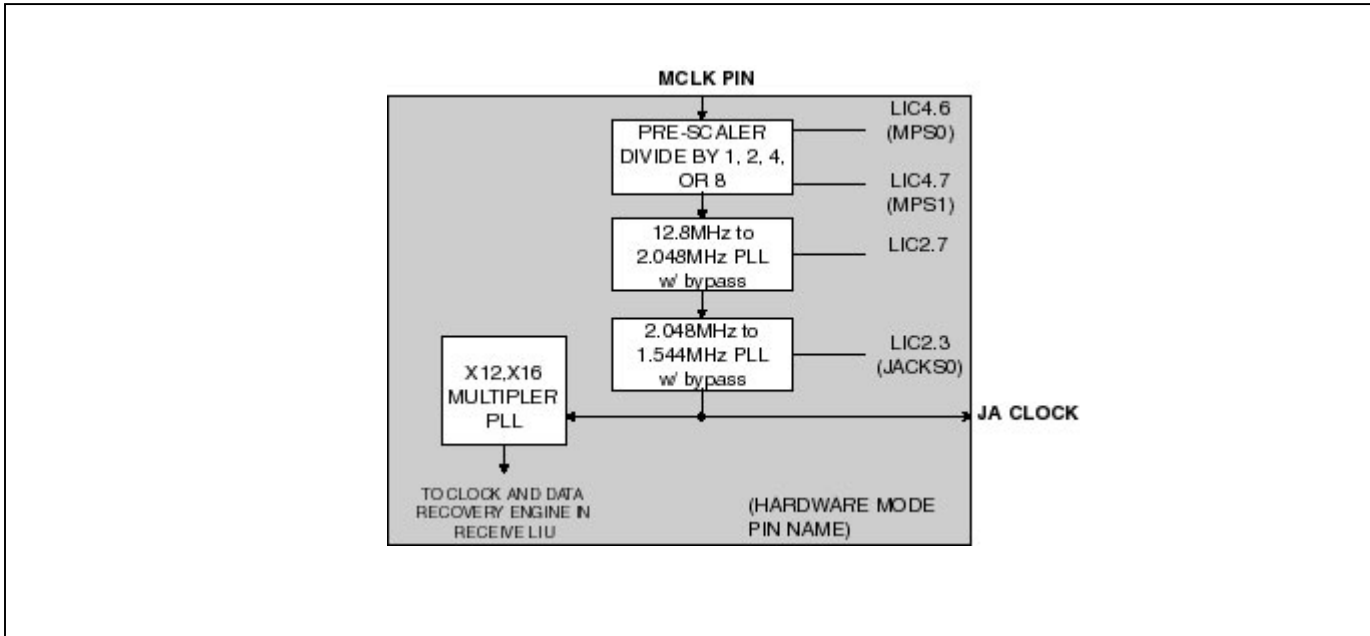 MCLK PIN
PRE-SCALER
DIVIDE BY 1, 2, 4,
OR 8
LIC4.6
(MPS0)
LIC4.7
(MPS1)
12.8MHz to
2.048MHz PLL
w/ bypass
LIC2.7
2.048MHz to
1.544MHz PLL
w/ bypass
LIC2.3
(JACKS0)
X12,X16
MULTIPLER
PLL
JA CLOCK
TO CLOCK AND DATA
RECOVERY ENGINE IN
RECEIVE LIU
(HARDWARE MODE
PIN NAME)